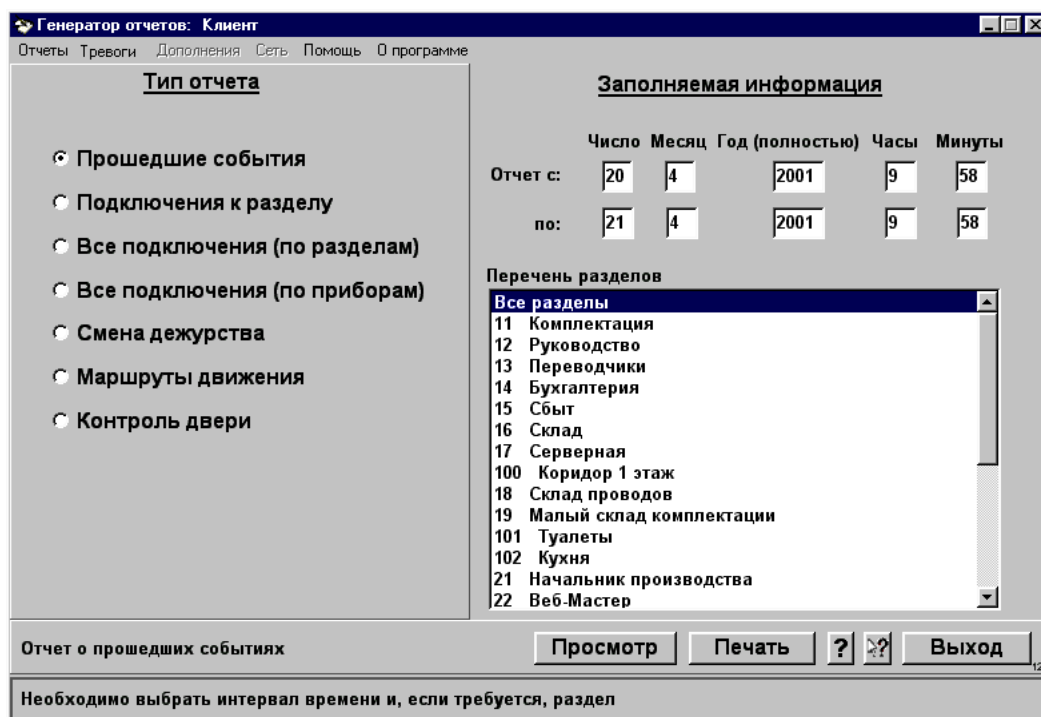 Генератор отчетов: Клиент
Отчеты Тревоги Дополнения Сеть Помощь О программе
Тип отчета
Прошедшие события
Подключения к разделу
Все подключения (по разделам)
Все подключения (по приборам)
Смена дежурства
Маршруты движения
Контроль двери
Заполняемая информация
Число Месяц Год (полностью) Часы Минуты
Отчет с: 20 4 2001 9 58
по: 21 4 2001 9 58
Перечень разделов
Все разделы
11 Комплектация
12 Руководство
13 Переводчики
14 Бухгалтерия
15 Сбыт
16 Склад
17 Серверная
100 Коридор 1 этаж
18 Склад проводов
19 Малый склад комплектации
101 Туалеты
102 Кухня
21 Начальник производства
22 Веб-Мастер
Отчет о прошедших событиях
Просмотр Печать ? ? Выход
12
Необходимо выбрать интервал времени и, если требуется, раздел